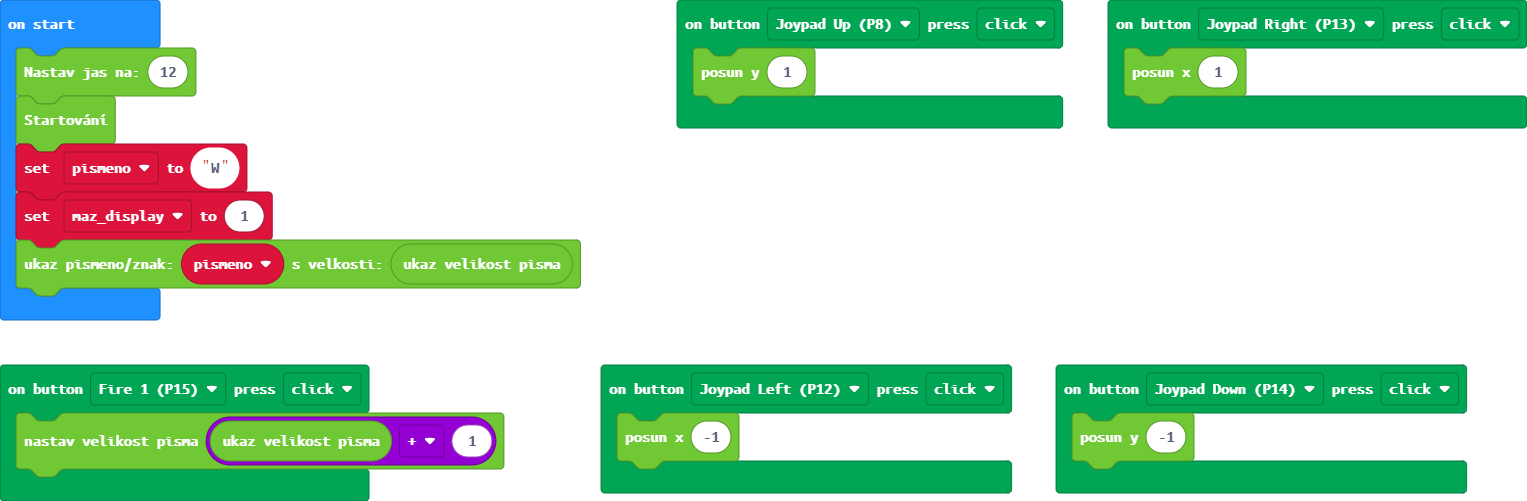 on start
Nastav jas na: 12
Startování
set pismeno to "W"
set maz_display to 1
ukaz pismeno/znak: pismeno s velkosti: ukaz velikost pisma
on button Joypad Up (P8) press click
posun y 1
on button Joypad Right (P13) press click
posun x 1
on button Fire 1 (P15) press click
nastav velikost pisma ukaz velikost pisma + 1
on button Joypad Left (P12) press click
posun x -1
on button Joypad Down (P14) press click
posun y -1